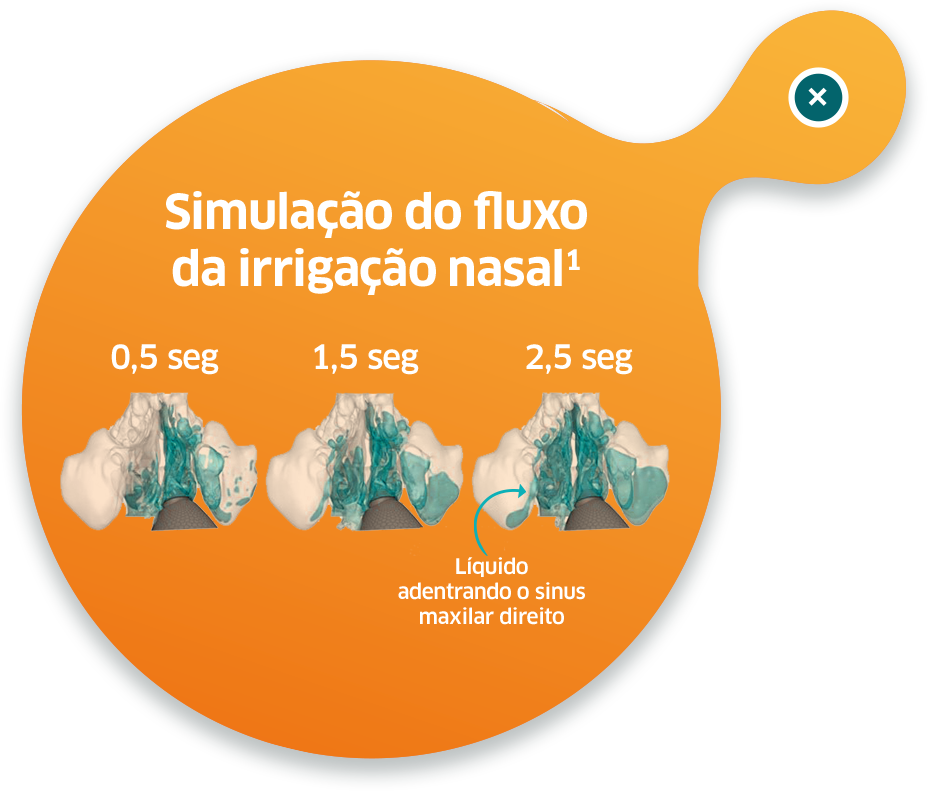 Simulação do fluxo
da irrigação nasal¹
0,5 seg
1,5 seg
2,5 seg
Líquido
adentrando o sinus
maxilar direito